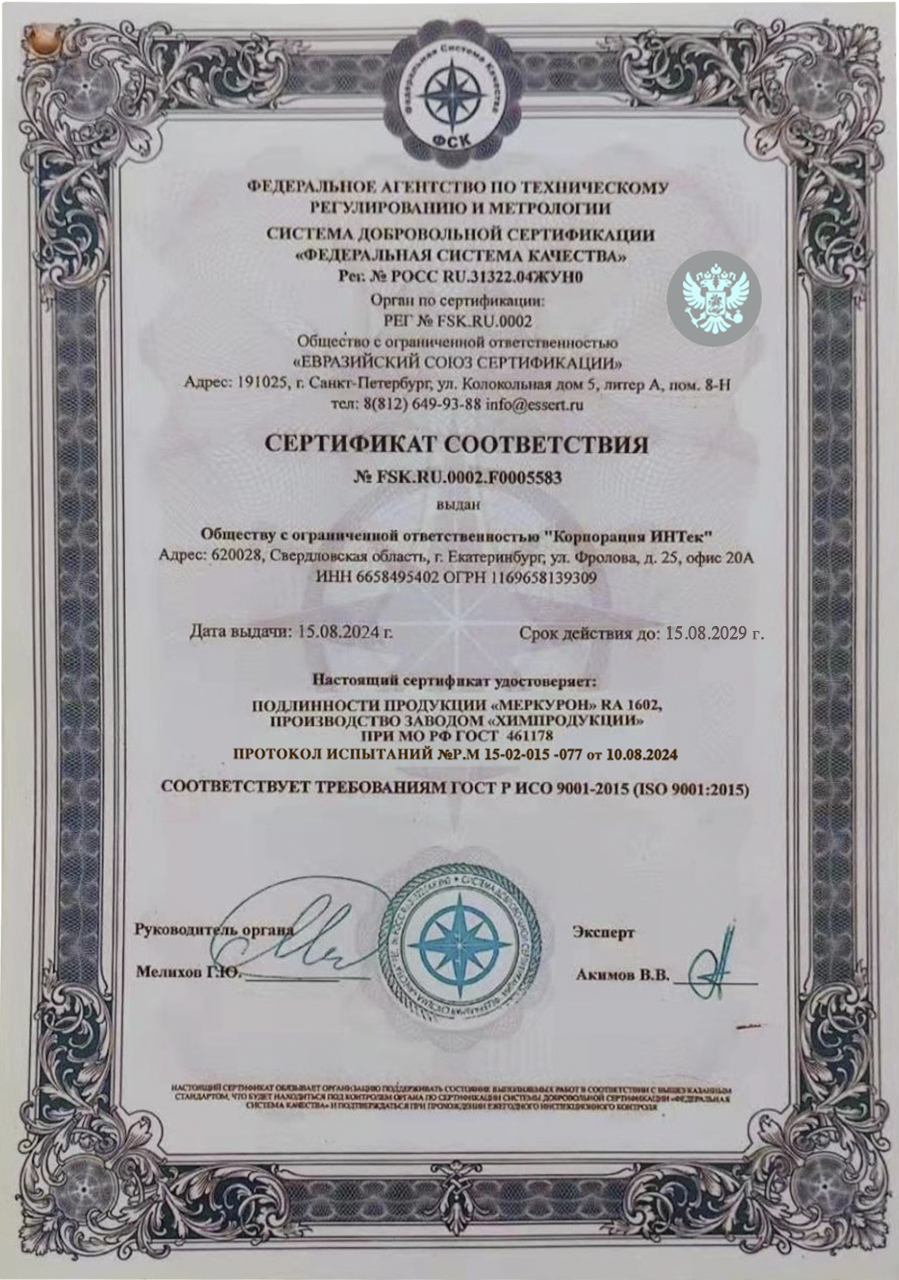 Федеральная Система Качества
ФСК
ФЕДЕРАЛЬНОЕ АГЕНТСТВО ПО ТЕХНИЧЕСКОМУ
РЕГУЛИРОВАНИЮ И МЕТРОЛОГИИ
СИСТЕМА ДОБРОВОЛЬНОЙ СЕРТИФИКАЦИИ
«ФЕДЕРАЛЬНАЯ СИСТЕМА КАЧЕСТВА»
Рег. № РОСС RU.31322.04ЖУН0
Орган по сертификации:
РЕГ № FSK.RU.0002
Общество с ограниченной ответственностью
«ЕВРАЗИЙСКИЙ СОЮЗ СЕРТИФИКАЦИИ»
Адрес: 191025, г. Санкт-Петербург, ул. Колокольная дом 5, литер А, пом. 8-Н
тел: 8(812) 649-93-88 info@essert.ru
СЕРТИФИКАТ СООТВЕТСТВИЯ
№ FSK.RU.0002.F0005583
выдан
Обществу с ограниченной ответственностью "Корпорация ИНТек"
Адрес: 620028, Свердловская область, г. Екатеринбург, ул. Фролова, д. 25, офис 20А
ИНН 6658495402 ОГРН 1169658139309
Дата выдачи: 15.08.2024 г. Срок действия до: 15.08.2029 г.
Настоящий сертификат удостоверяет:
ПОДЛИННОСТИ ПРОДУКЦИИ «МЕРКУРОН» RA 1602,
ПРОИЗВОДСТВО ЗАВОДОМ «ХИМПРОДУКЦИИ»
ПРИ МО РФ ГОСТ 461178
ПРОТОКОЛ ИСПЫТАНИЙ №Р.М 15-02-015 -077 от 10.08.2024
СООТВЕТСТВУЕТ ТРЕБОВАНИЯМ ГОСТ Р ИСО 9001-2015 (ISO 9001:2015)
Руководитель органа
Мелихов Г.Ю.
Эксперт
Акимов В.В.
НАСТОЯЩИЙ СЕРТИФИКАТ ОБЯЗЫВАЕТ ОРГАНИЗАЦИЮ ПОДДЕРЖИВАТЬ СОСТОЯНИЕ ВЫПОЛНЯЕМЫХ РАБОТ В СООТВЕТСТВИИ С ВЫШЕУКАЗАННЫМ
СТАНДАРТОМ, ЧТО БУДЕТ НАХОДИТЬСЯ ПОД КОНТРОЛЕМ ОРГАНА ПО СЕРТИФИКАЦИИ СИСТЕМЫ ДОБРОВОЛЬНОЙ СЕРТИФИКАЦИИ «ФЕДЕРАЛЬНАЯ
СИСТЕМА КАЧЕСТВА» И ПОДТВЕРЖДАТЬСЯ ПРИ ПРОХОЖДЕНИИ ЕЖЕГОДНОГО ИНСПЕКЦИОННОГО КОНТРОЛЯ